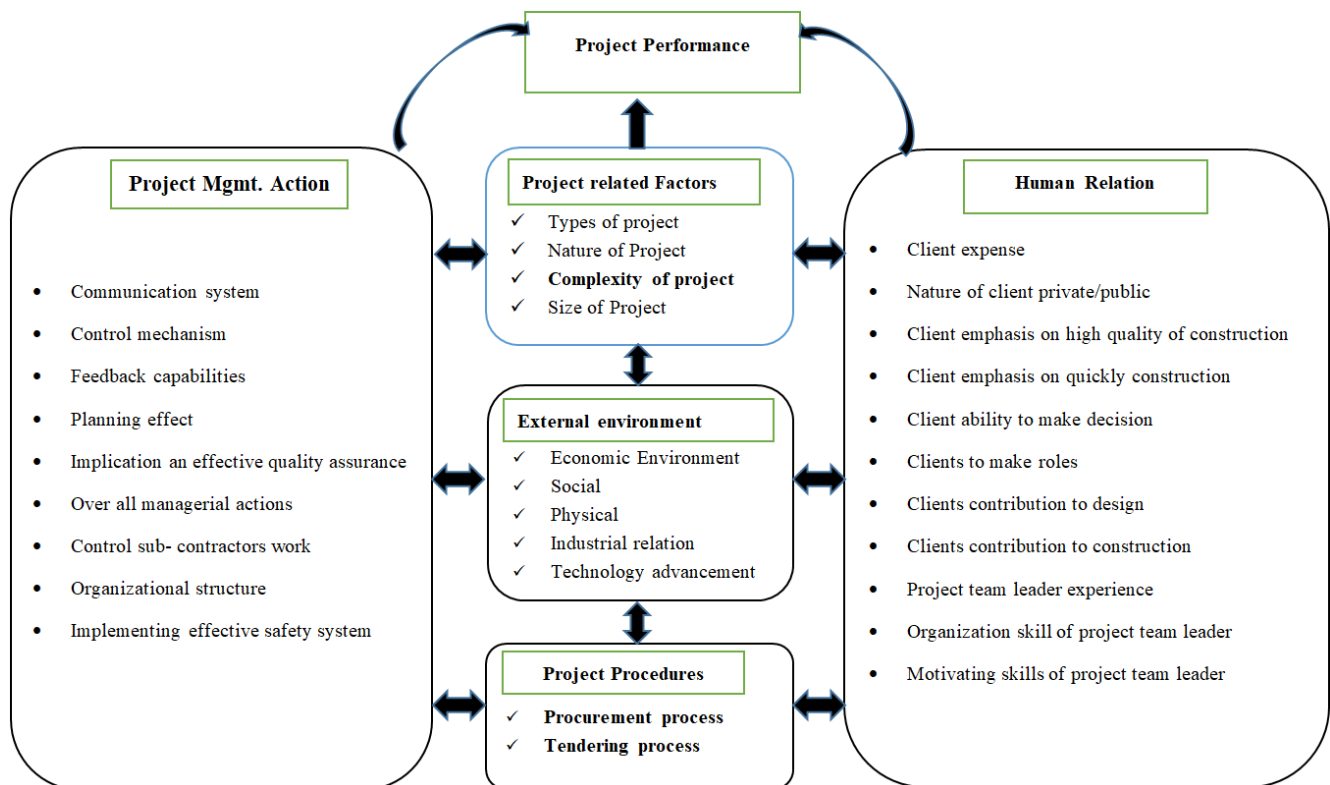 Project Performance
Project Mgmt. Action
Communication system
Control mechanism
Feedback capabilities
Planning effect
Implication an effective quality assurance
Over all managerial actions
Control sub- contractors work
Organizational structure
Implementing effective safety system
Project related Factors
Types of project
Nature of Project
Complexity of project
Size of Project
External environment
Economic Environment
Social
Physical
Industrial relation
Technology advancement
Project Procedures
Procurement process
Tendering process
Human Relation
Client expense
Nature of client private/public
Client emphasis on high quality of construction
Client emphasis on quickly construction
Client ability to make decision
Clients to make roles
Clients contribution to design
Clients contribution to construction
Project team leader experience
Organization skill of project team leader
Motivating skills of project team leader